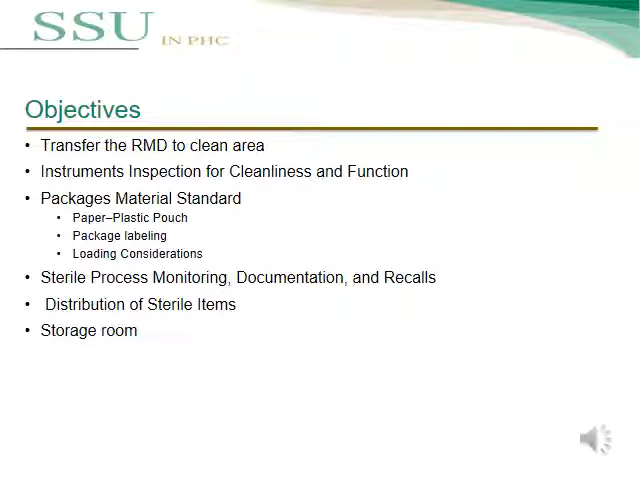 SSU IN PHC
Objectives
• Transfer the RMD to clean area
• Instruments Inspection for Cleanliness and Function
• Packages Material Standard
• Paper–Plastic Pouch
• Package labeling
• Loading Considerations
• Sterile Process Monitoring, Documentation, and Recalls
• Distribution of Sterile Items
• Storage room